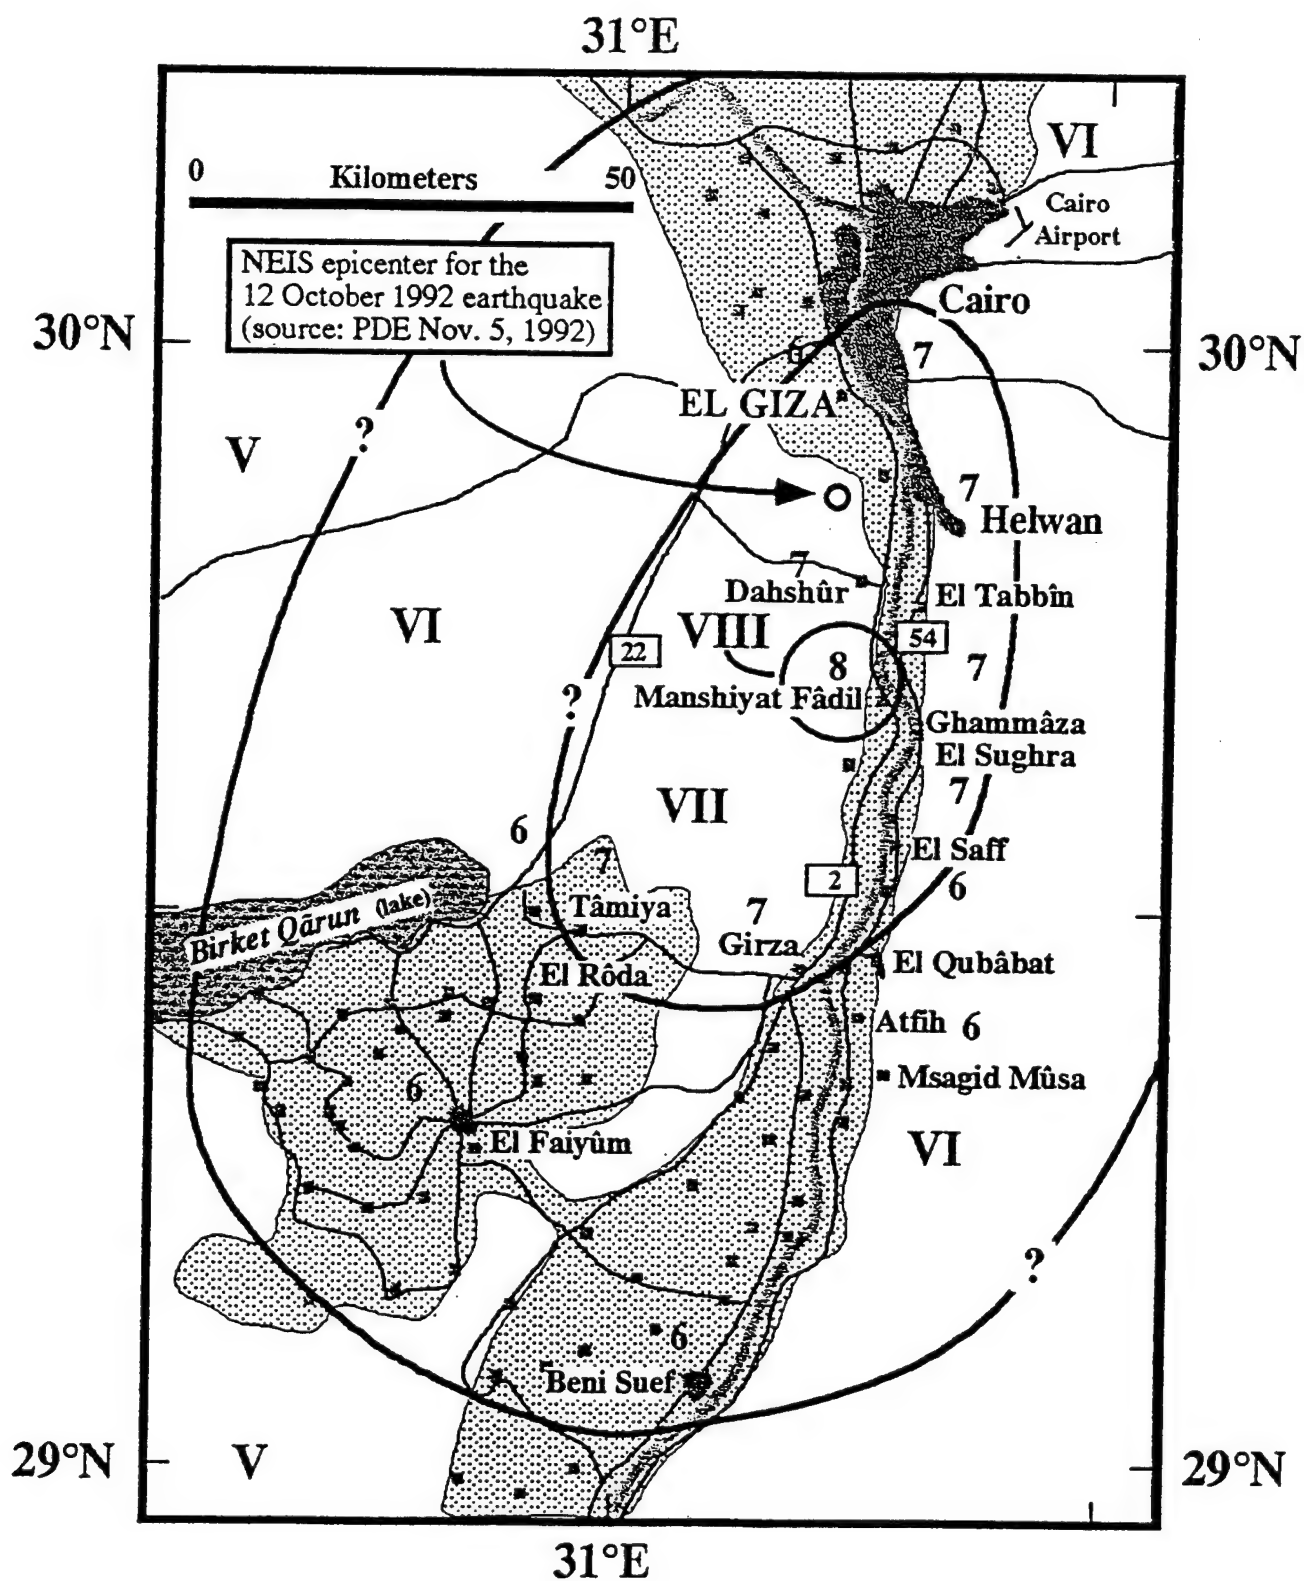 31°E
VI
0
Kilometers
50
Cairo
Airport
NEIS epicenter for the
12 October 1992 earthquake
(source: PDE Nov. 5, 1992)
Cairo
30°N
30°N
7
EL GIZA
?
V
7
Helwan
7
Dahshûr
El Tabbîn
VI
VIII
54
22
8
7
Manshiyat Fâdil
?
Ghammâza
El Sughra
7
VII
6
7
El Saff
2
6
Birket Qārun (lake)
Tâmiya
7
Girza
El Rôda
El Qubâbat
Atfih 6
Msagid Mûsa
6
El Faiyûm
VI
?
6
Beni Suef
29°N
V
29°N
31°E